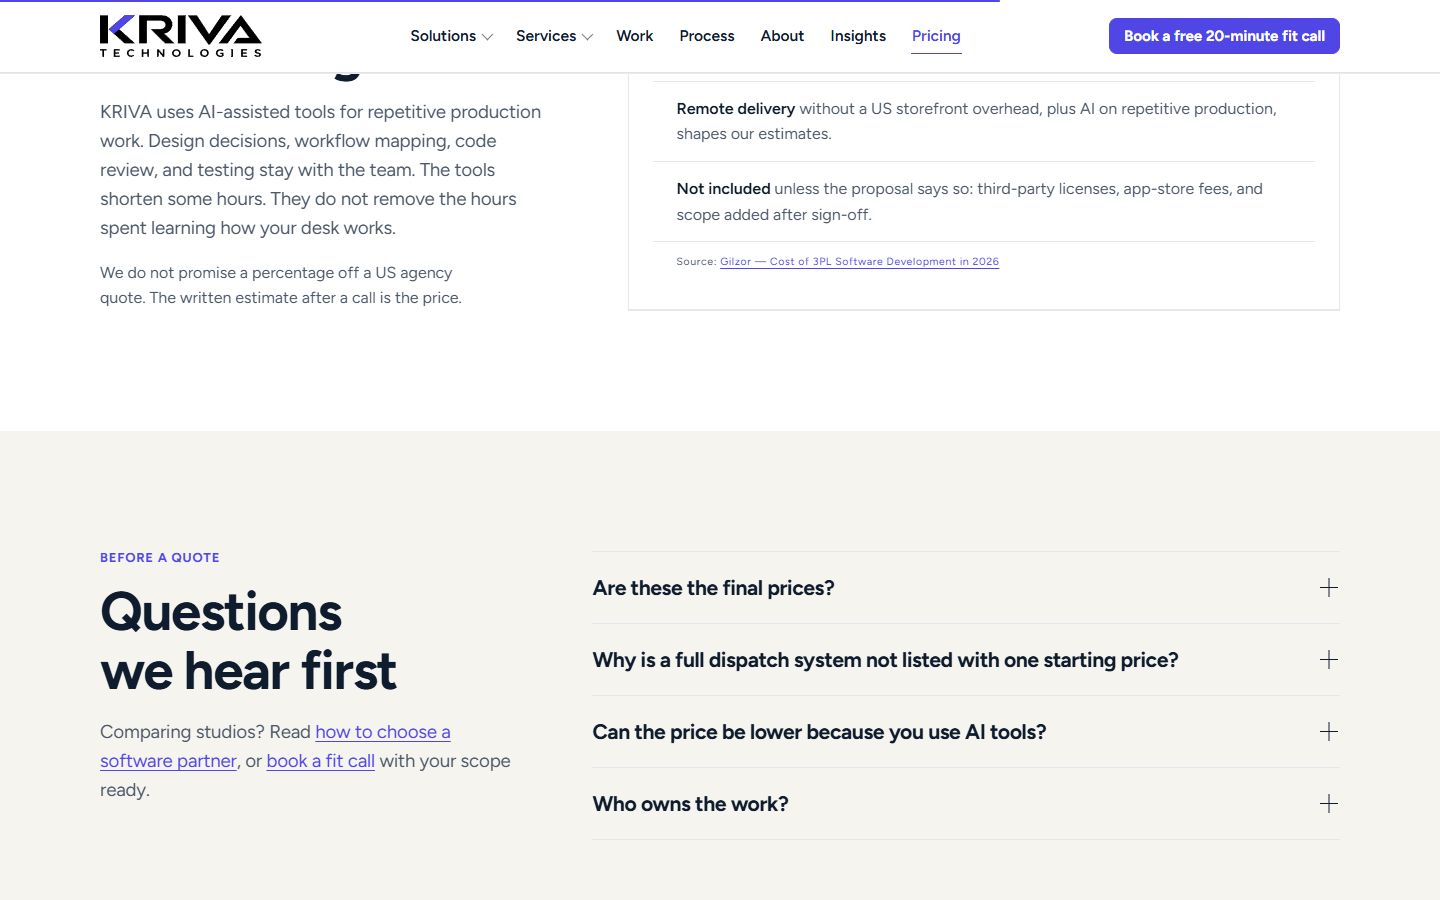 KRIVA
TECHNOLOGIES
Solutions
Services
Work
Process
About
Insights
Pricing
Book a free 20-minute fit call
KRIVA uses AI-assisted tools for repetitive production
work. Design decisions, workflow mapping, code
review, and testing stay with the team. The tools
shorten some hours. They do not remove the hours
spent learning how your desk works.
We do not promise a percentage off a US agency
quote. The written estimate after a call is the price.
Remote delivery without a US storefront overhead, plus AI on repetitive production,
shapes our estimates.
Not included unless the proposal says so: third-party licenses, app-store fees, and
scope added after sign-off.
Source: Gilzor — Cost of 3PL Software Development in 2026
BEFORE A QUOTE
Questions
we hear first
Comparing studios? Read how to choose a
software partner, or book a fit call with your scope
ready.
Are these the final prices?
Why is a full dispatch system not listed with one starting price?
Can the price be lower because you use AI tools?
Who owns the work?